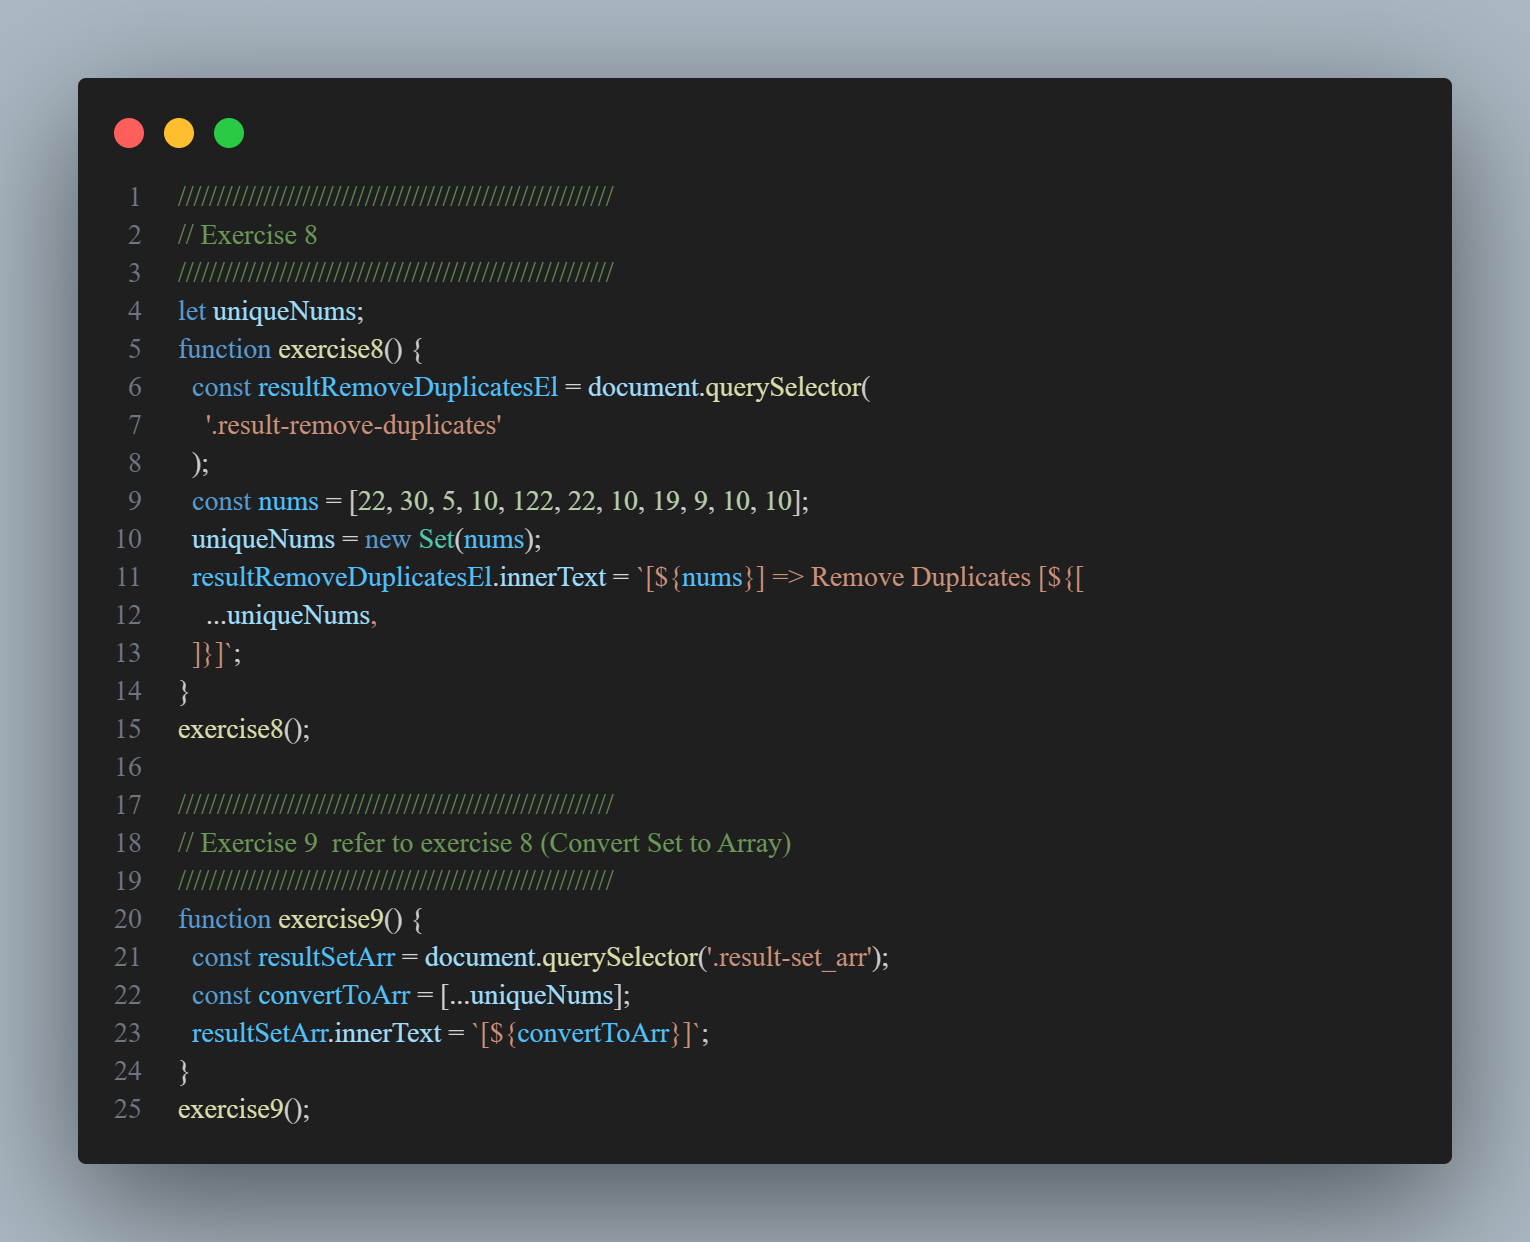 1 ////////////////////////////////////////////////////////
2 // Exercise 8
3 ////////////////////////////////////////////////////////
4 let uniqueNums;
5 function exercise8() {
6   const resultRemoveDuplicatesEl = document.querySelector(
7     '.result-remove-duplicates'
8   );
9   const nums = [22, 30, 5, 10, 122, 22, 10, 19, 9, 10, 10];
10   uniqueNums = new Set(nums);
11   resultRemoveDuplicatesEl.innerText = `[${nums}] => Remove Duplicates [${[
12     ...uniqueNums,
13   ]}]`;
14 }
15 exercise8();
16
17 ////////////////////////////////////////////////////////
18 // Exercise 9  refer to exercise 8 (Convert Set to Array)
19 ////////////////////////////////////////////////////////
20 function exercise9() {
21   const resultSetArr = document.querySelector('.result-set_arr');
22   const convertToArr = [...uniqueNums];
23   resultSetArr.innerText = `[${convertToArr}]`;
24 }
25 exercise9();